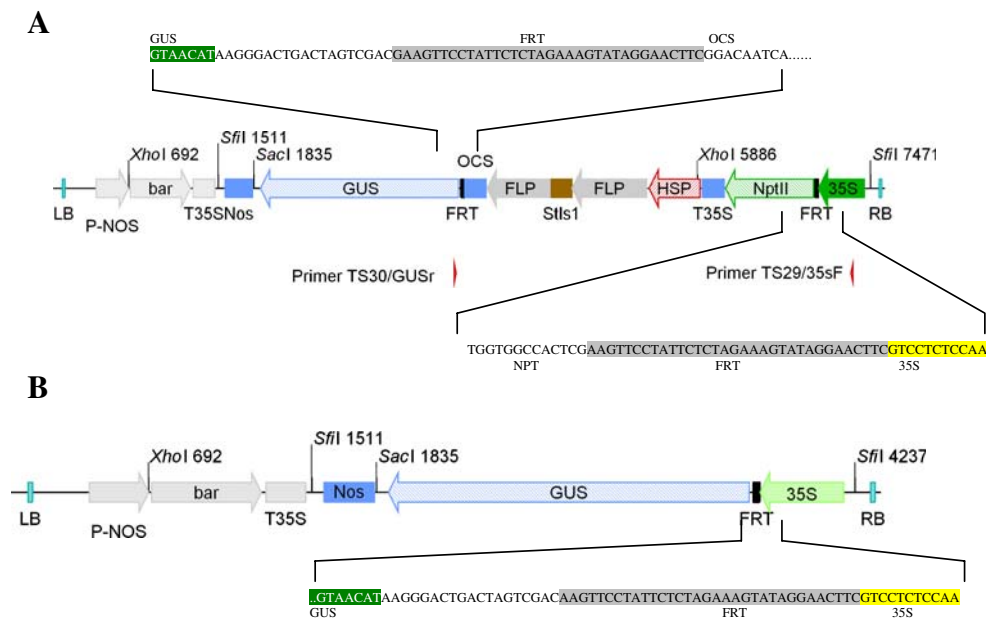 A
GUS FRT OCS
GTAACATAAGGGACTGACTAGTCGACGAAGTTCCTATTCTCTAGAAAGTATAGGAACTTCGGACAATCA......
SfiI 1511
XhoI 692 SacI 1835 OCS XhoI 5886 SfiI 7471
bar GUS FLP FLP HSP NptII 35S
LB P-NOS T35S Nos FRT StIs1 T35S FRT RB
Primer TS30/GUSr Primer TS29/35sF
TGGTGGCCACTCGAAGTTCCTATTCTCTAGAAAGTATAGGAACTTCGTCCTCTCCAA
NPT FRT 35S
B
XhoI 692 SfiI 1511 SacI 1835 SfiI 4237
bar Nos GUS 35S
LB P-NOS T35S FRT RB
..GTAACATAAGGGACTGACTAGTCGACAAGTTCCTATTCTCTAGAAAGTATAGGAACTTCGTCCTCTCCAA
GUS FRT 35S